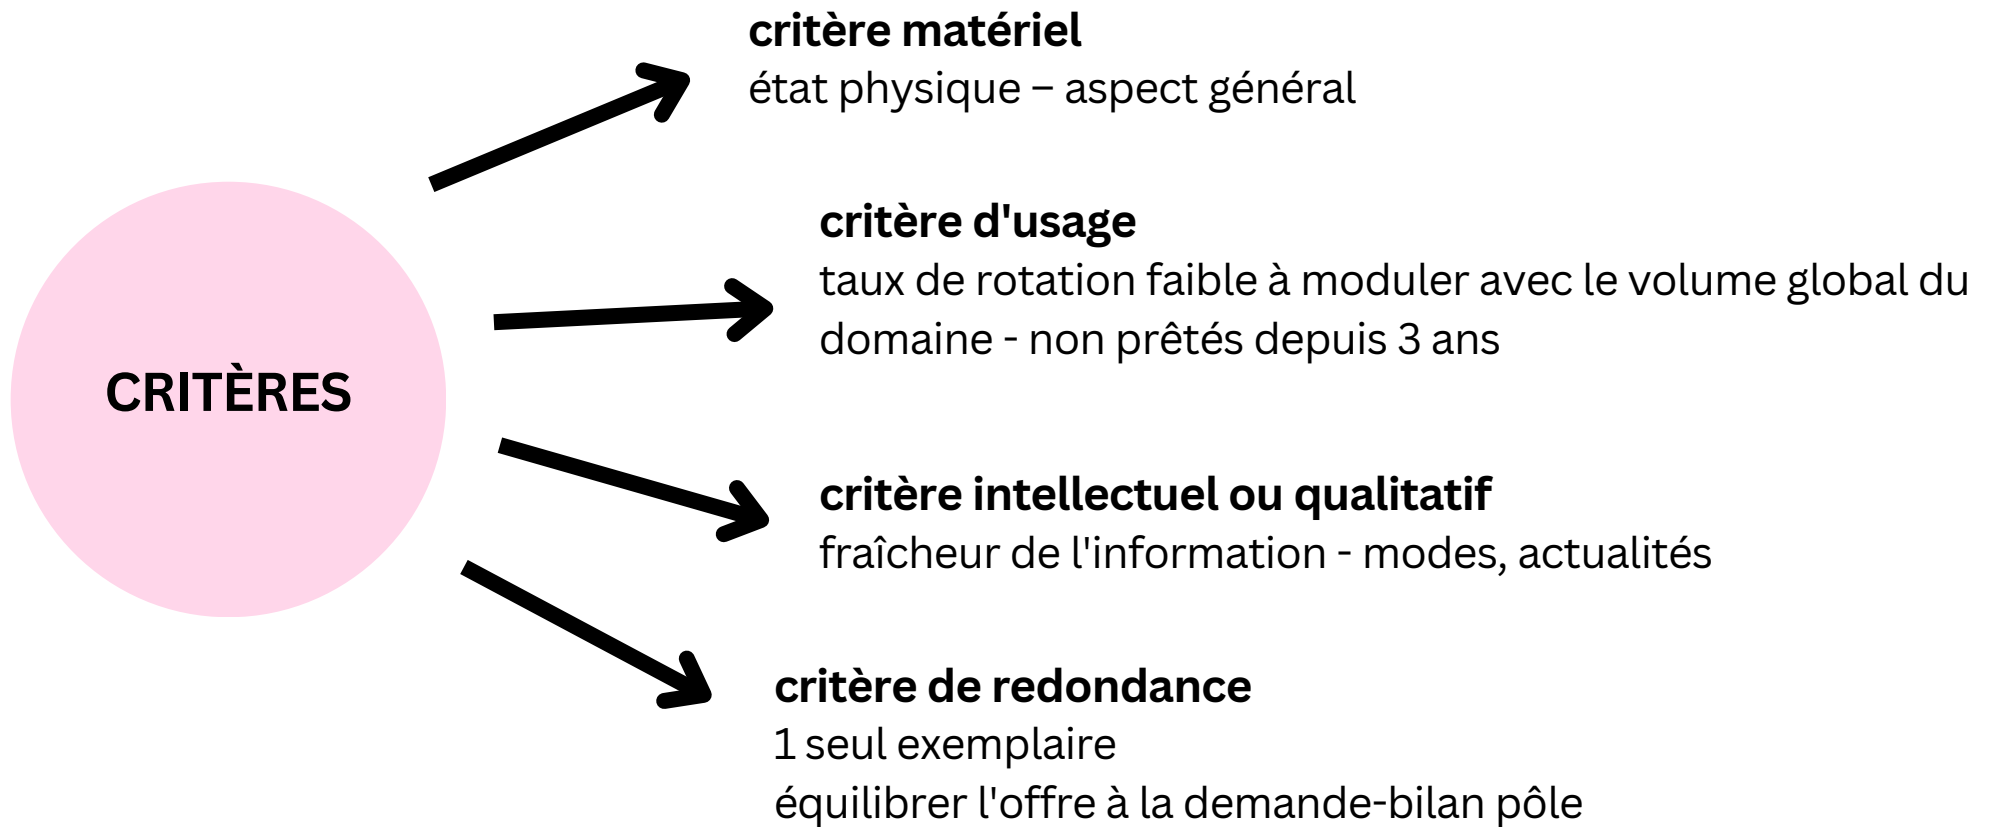 critère matériel
état physique – aspect général
critère d'usage
taux de rotation faible à moduler avec le volume global du
domaine - non prêtés depuis 3 ans
CRITÈRES
critère intellectuel ou qualitatif
fraîcheur de l'information - modes, actualités
critère de redondance
1 seul exemplaire
équilibrer l'offre à la demande-bilan pôle